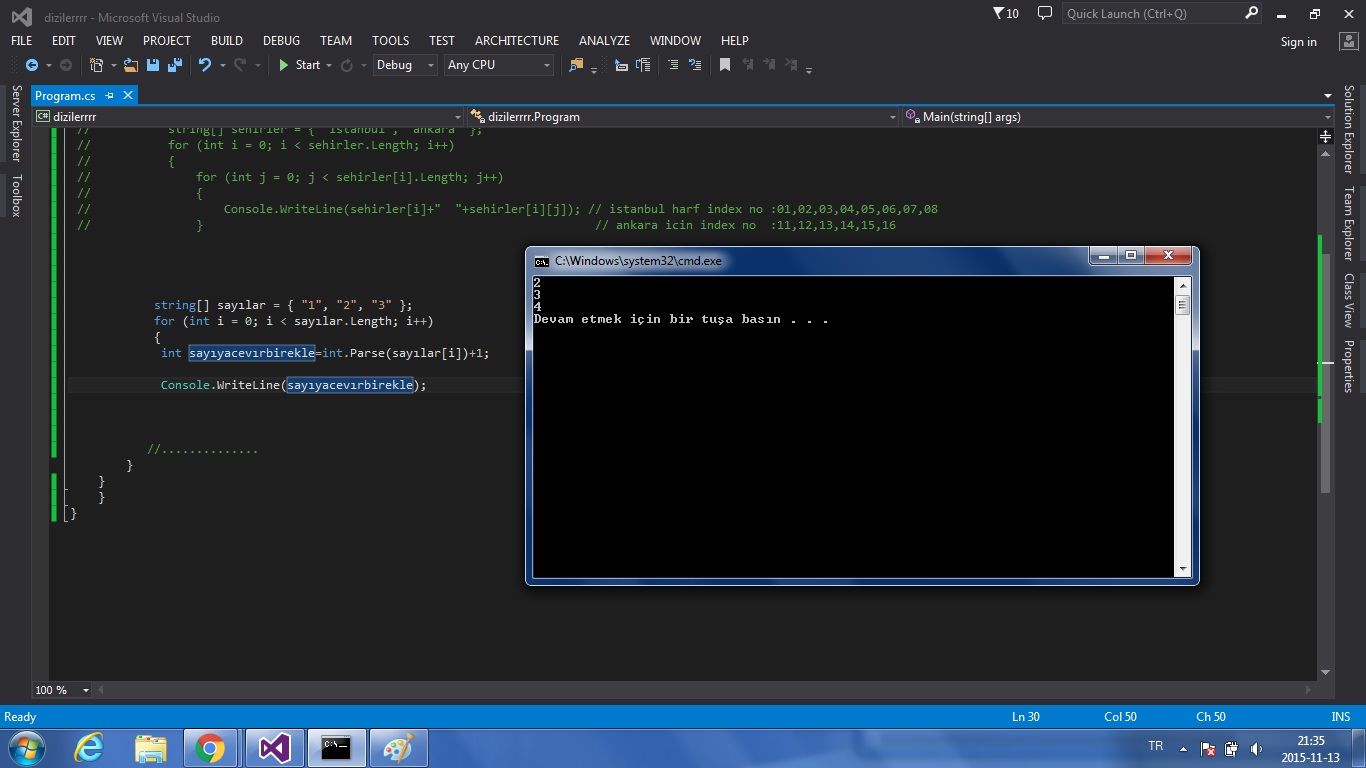 dizilerrrr - Microsoft Visual Studio
10
Quick Launch (Ctrl+Q)
FILE EDIT VIEW PROJECT BUILD DEBUG TEAM TOOLS TEST ARCHITECTURE ANALYZE WINDOW HELP
Sign in
Start Debug Any CPU
Server Explorer
Toolbox
Program.cs
dizilerrrr
dizilerrrr.Program
Main(string[] args)
// string[] sehirler = { "istanbul", "ankara" };
// for (int i = 0; i < sehirler.Length; i++)
// {
// for (int j = 0; j < sehirler[i].Length; j++)
// {
// Console.WriteLine(sehirler[i]+"  "+sehirler[i][j]); // istanbul harf index no :01,02,03,04,05,06,07,08
// } // ankara icin index no  :11,12,13,14,15,16
string[] sayılar = { "1", "2", "3" };
for (int i = 0; i < sayılar.Length; i++)
{
int sayıyacevırbirekle=int.Parse(sayılar[i])+1;
Console.WriteLine(sayıyacevırbirekle);
//..............
}
}
}
}
C:\Windows\system32\cmd.exe
2
3
4
Devam etmek için bir tuşa basın . . .
Solution Explorer
Team Explorer
Class View
Properties
100 %
Ready
Ln 30
Col 50
Ch 50
INS
C:\_
TR
21:35
2015-11-13